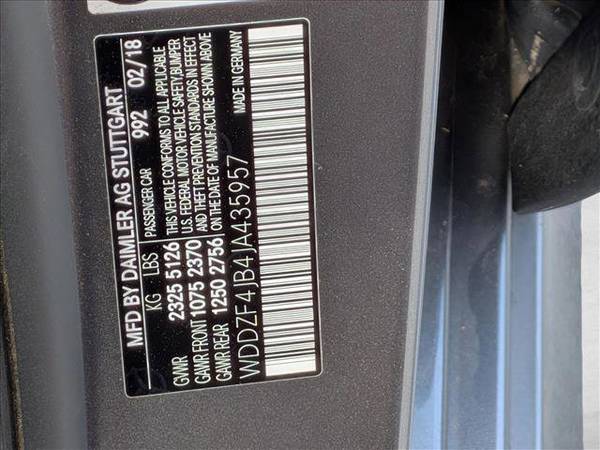 MFD BY DAIMLER AG STUTTGART
PASSENGER CAR 992 02/18
KG LBS
GVWR 2325 5126
GAWR FRONT 1075 2370
GAWR REAR 1250 2756
THIS VEHICLE CONFORMS TO ALL APPLICABLE
U.S. FEDERAL MOTOR VEHICLE SAFETY, BUMPER
AND THEFT PREVENTION STANDARDS IN EFFECT
ON THE DATE OF MANUFACTURE SHOWN ABOVE
MADE IN GERMANY
WDDZF4JB4JA435957